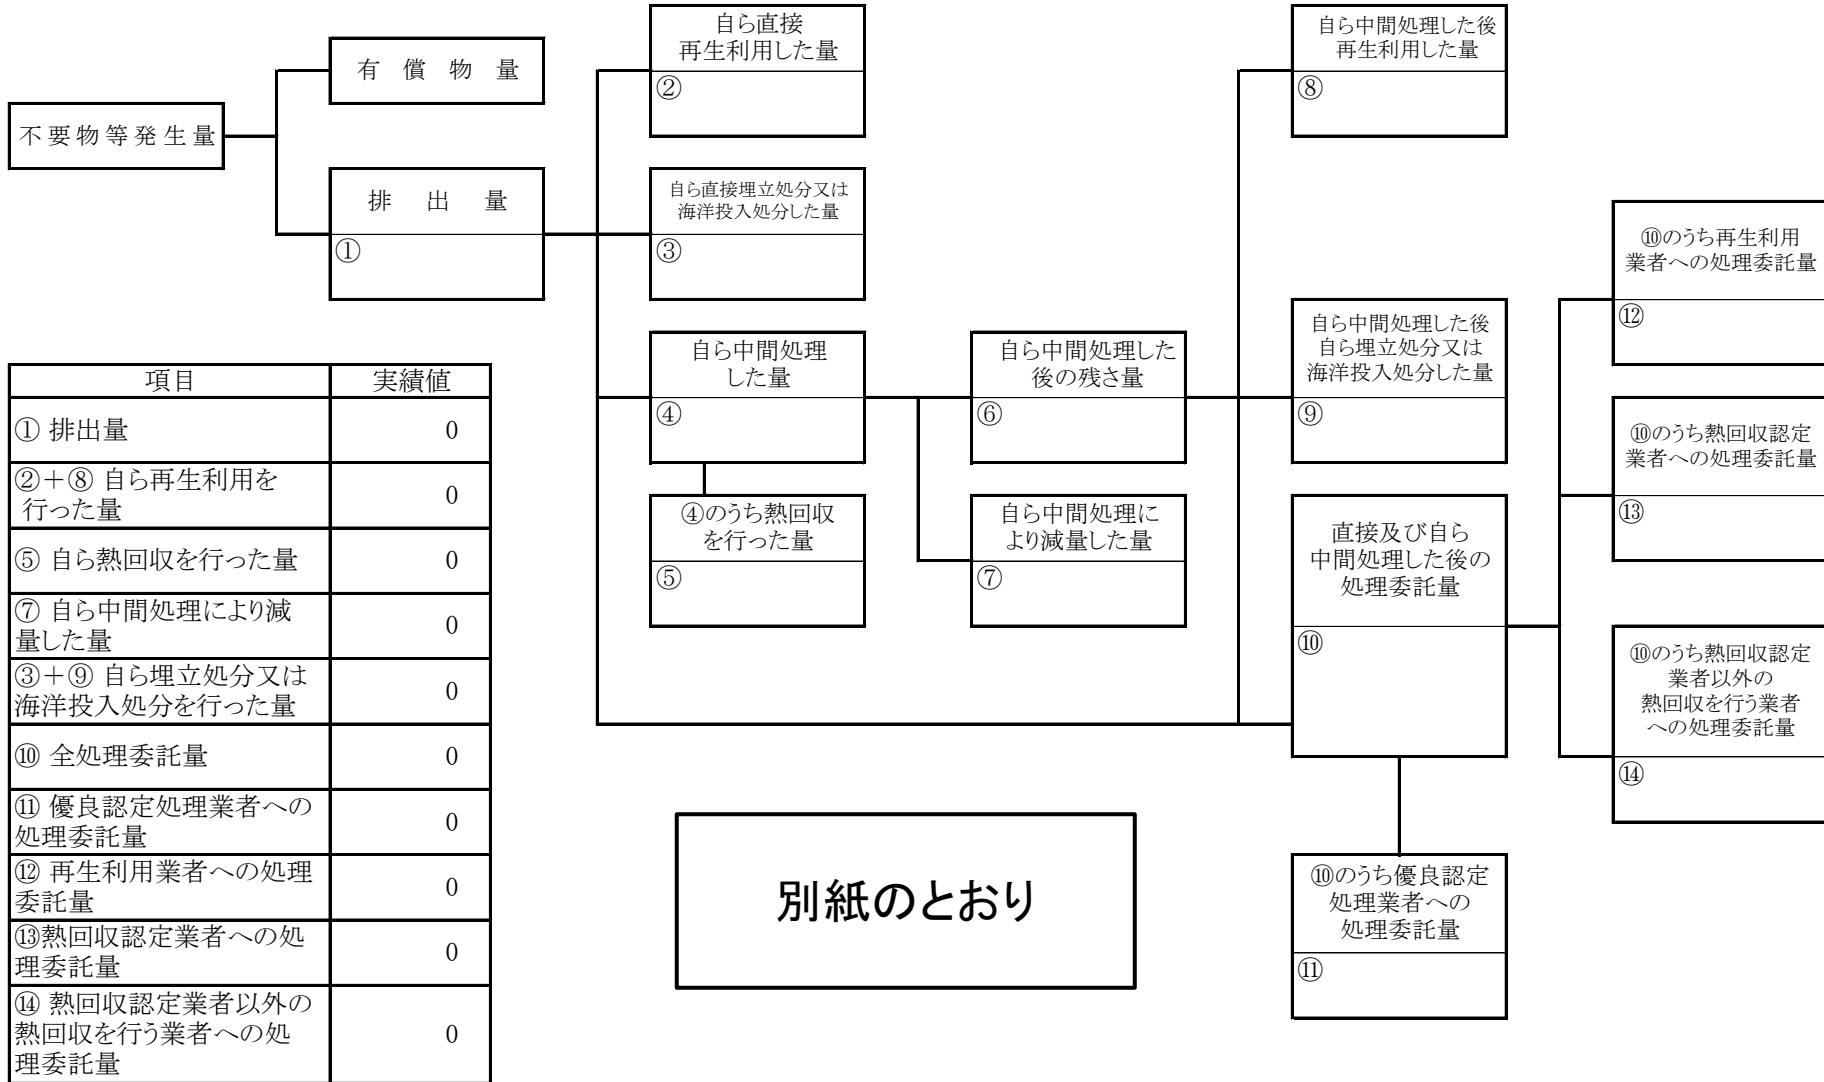 不要物等発生量
有償物量
排出量
①
自ら直接
再生利用した量
②
自ら直接埋立処分又は
海洋投入処分した量
③
自ら中間処理
した量
④
④のうち熱回収
を行った量
⑤
自ら中間処理した
後の残さ量
⑥
自ら中間処理に
より減量した量
⑦
自ら中間処理した後
再生利用した量
⑧
自ら中間処理した後
自ら埋立処分又は
海洋投入処分した量
⑨
直接及び自ら
中間処理した後の
処理委託量
⑩
⑩のうち優良認定
処理業者への
処理委託量
⑪
⑩のうち再生利用
業者への処理委託量
⑫
⑩のうち熱回収認定
業者への処理委託量
⑬
⑩のうち熱回収認定
業者以外の
熱回収を行う業者
への処理委託量
⑭
項目 実績値
① 排出量 0
②+⑧ 自ら再生利用を
行った量 0
⑤ 自ら熱回収を行った量 0
⑦ 自ら中間処理により減
量した量 0
③+⑨ 自ら埋立処分又は
海洋投入処分を行った量 0
⑩ 全処理委託量 0
⑪ 優良認定処理業者への
処理委託量 0
⑫ 再生利用業者への処理
委託量 0
⑬熱回収認定業者への処
理委託量 0
⑭ 熱回収認定業者以外の
熱回収を行う業者への処
理委託量 0
別紙のとおり